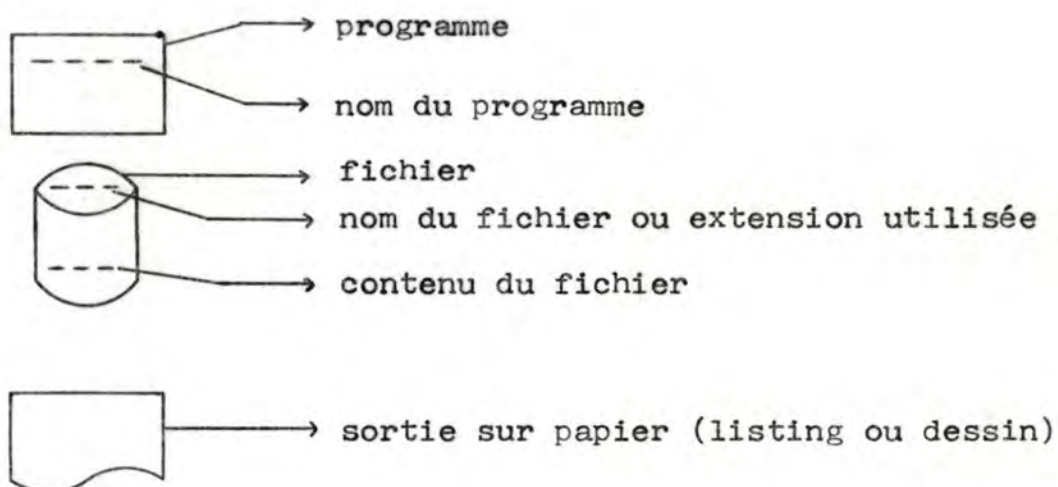 programme
nom du programme
fichier
nom du fichier ou extension utilisée
contenu du fichier
sortie sur papier (listing ou dessin)